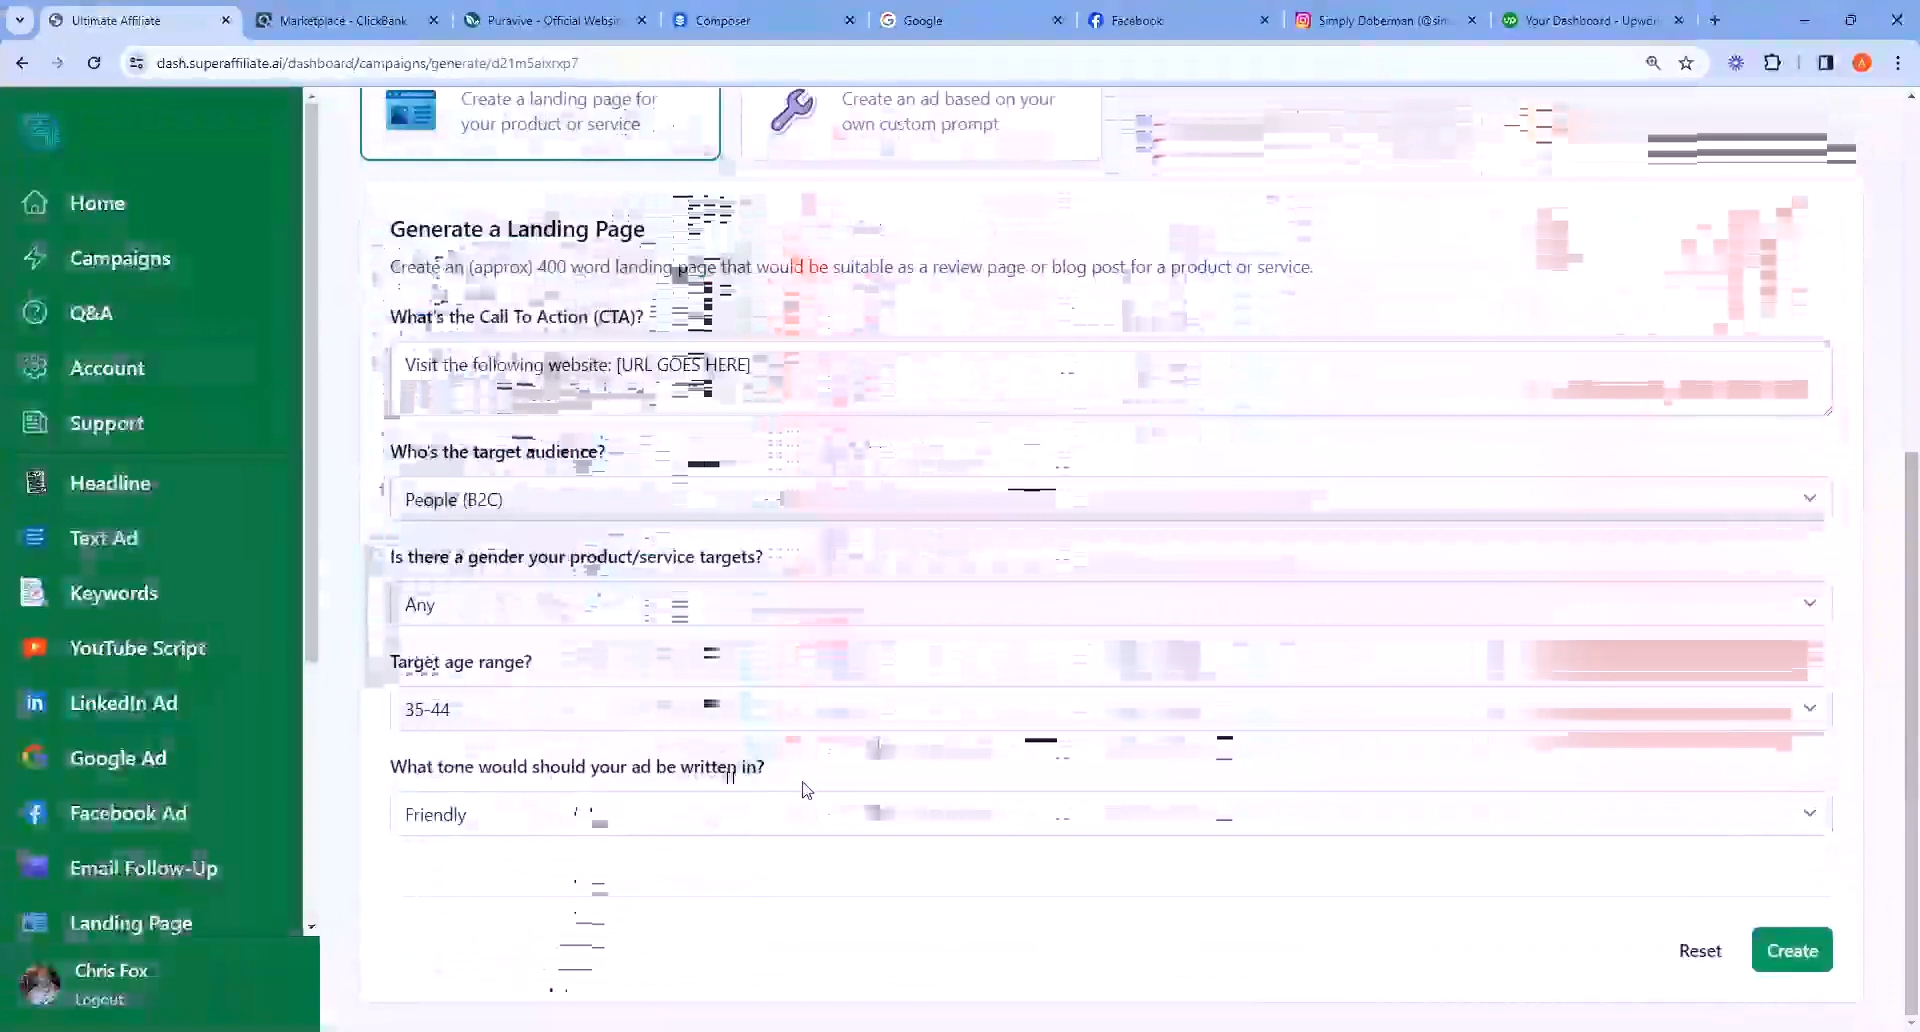 Ultimate Affiliate
Marketplace - ClickBank
Puravive - Official Websit
Composer
Google
Facebook
Simply Doberman (@sim
Your Dashboard - Upwor
dash.superaffiliate.ai/dashboard/campaigns/generate/d21m5aixrxp7
Create a landing page for
your product or service
Create an ad based on your
own custom prompt
Home
Campaigns
Q&A
Account
Support
Headline
Text Ad
Keywords
YouTube Script
LinkedIn Ad
Google Ad
Facebook Ad
Email Follow-Up
Landing Page
Chris Fox
Logout
Generate a Landing Page
Create an (approx) 400 word landing page that would be suitable as a review page or blog post for a product or service.
What's the Call To Action (CTA)?
Visit the following website: [URL GOES HERE]
Who's the target audience?
People (B2C)
Is there a gender your product/service targets?
Any
Target age range?
35-44
What tone would should your ad be written in?
Friendly
Reset
Create